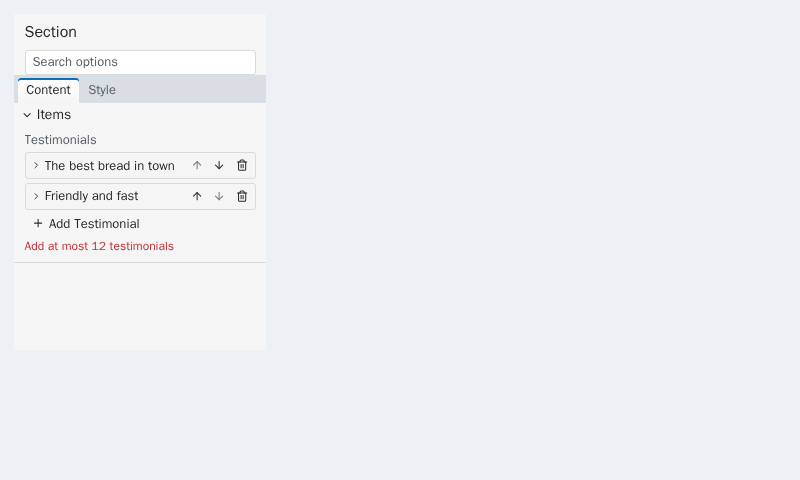 Section
Search options
Content Style
Items
Testimonials
The best bread in town
Friendly and fast
Add Testimonial
Add at most 12 testimonials